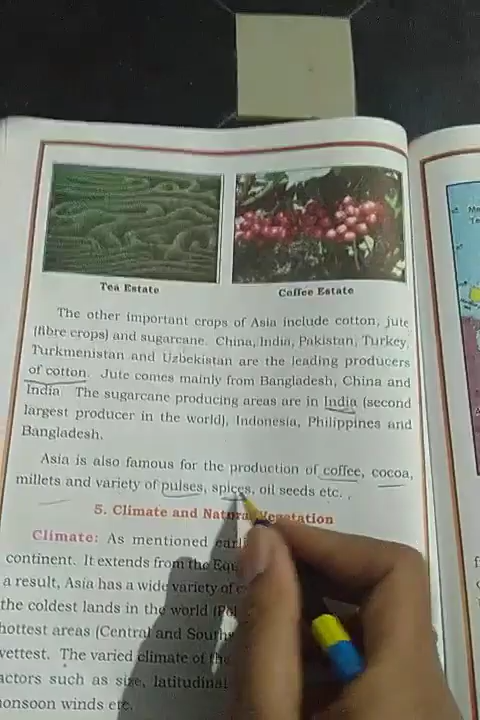 Tea Estate
Coffee Estate
The other important crops of Asia include cotton, jute
(fibre crops) and sugarcane. China, India, Pakistan, Turkey,
Turkmenistan and Uzbekistan are the leading producers
of cotton. Jute comes mainly from Bangladesh, China and
India. The sugarcane producing areas are in India (second
largest producer in the world), Indonesia, Philippines and
Bangladesh.
Asia is also famous for the production of coffee, cocoa,
millets and variety of pulses, spices, oil seeds etc.
5. Climate and Natural Vegetation
Climate: As mentioned
continent. It extends from the
a result, Asia has a wide variety of
the coldest lands in the world
hottest areas (Central and
wettest. The varied climate of the
actors such as size, latitudinal
monsoon winds etc.